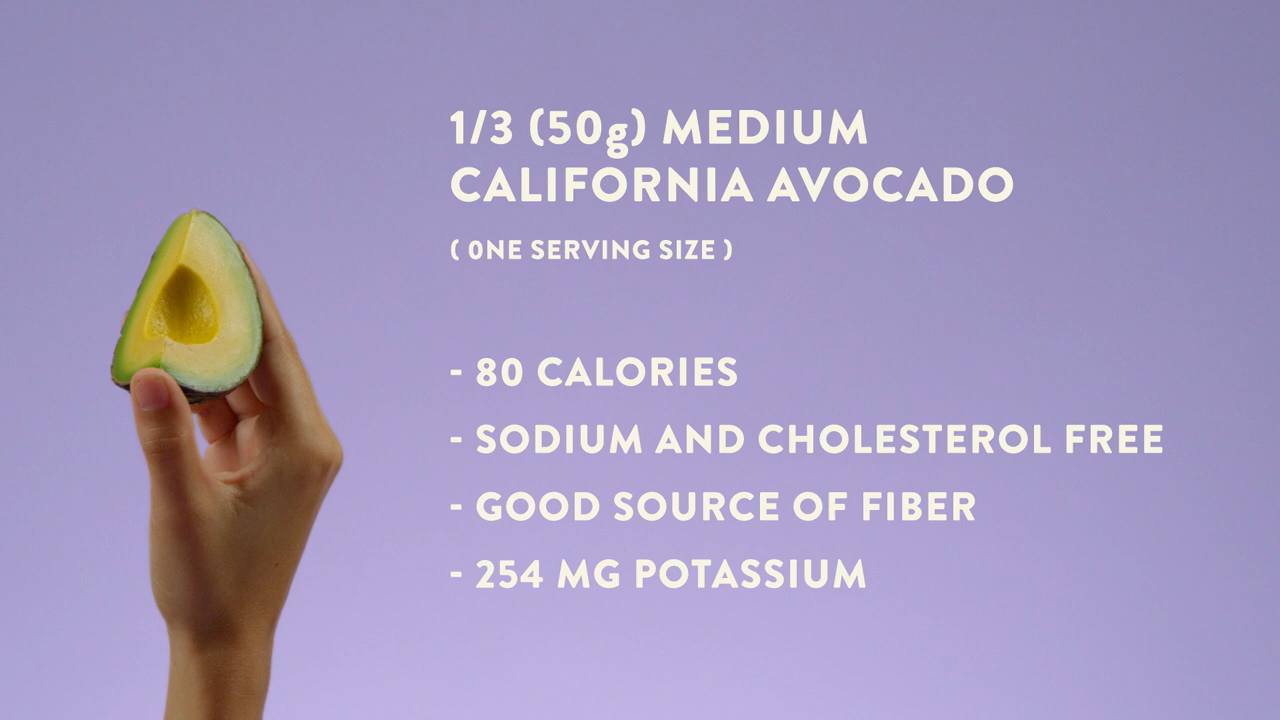 1/3 (50g) MEDIUM
CALIFORNIA AVOCADO
( ONE SERVING SIZE )
- 80 CALORIES
- SODIUM AND CHOLESTEROL FREE
- GOOD SOURCE OF FIBER
- 254 MG POTASSIUM